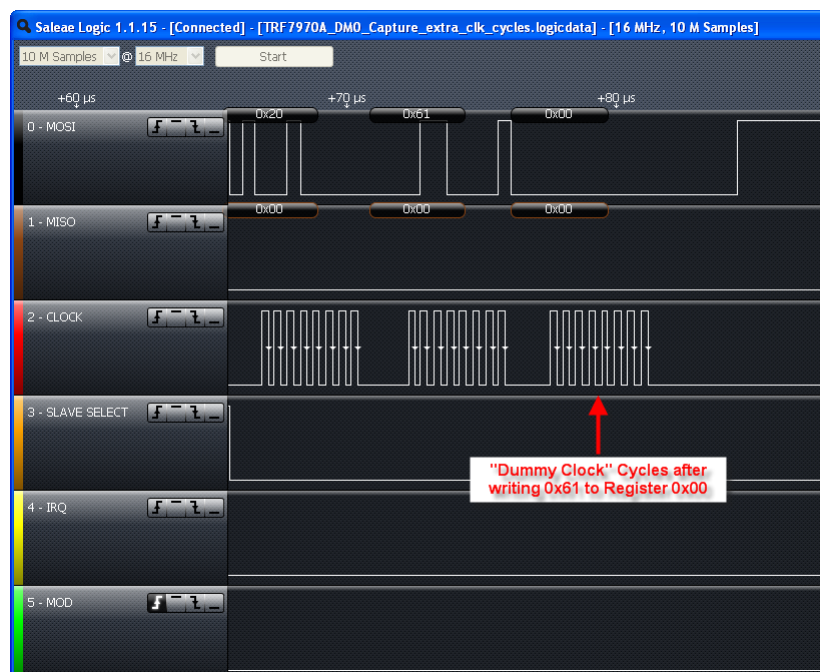 Saleae Logic 1.1.15 - [Connected] - [TRF7970A_DM0_Capture_extra_clk_cycles.logicdata] - [16 MHz, 10 M Samples]
10 M Samples @ 16 MHz Start
+60 µs +70 µs +80 µs
0 - MOSI
0x20 0x61 0x00
1 - MISO
0x00 0x00 0x00
2 - CLOCK
3 - SLAVE SELECT
"Dummy Clock" Cycles after
writing 0x61 to Register 0x00
4 - IRQ
5 - MOD